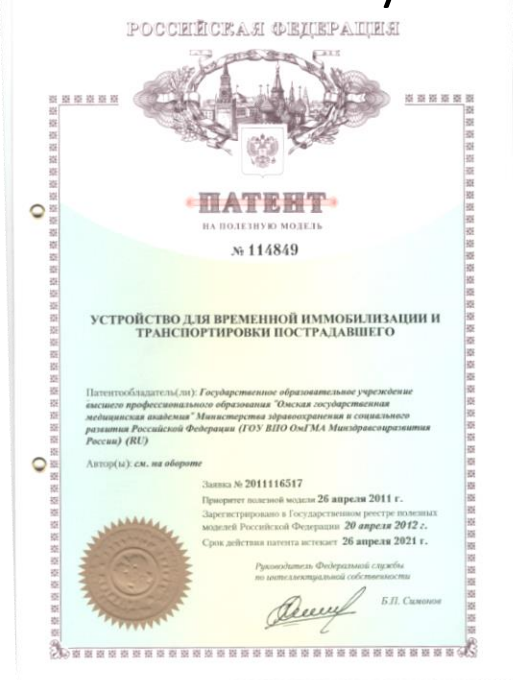 РОССИЙСКАЯ ФЕДЕРАЦИЯ
ПАТЕНТ
НА ПОЛЕЗНУЮ МОДЕЛЬ
№ 114849
УСТРОЙСТВО ДЛЯ ВРЕМЕННОЙ ИММОБИЛИЗАЦИИ И
ТРАНСПОРТИРОВКИ ПОСТРАДАВШЕГО
Патентообладатель(ли): Государственное образовательное учреждение
высшего профессионального образования "Омская государственная
медицинская академия" Министерства здравоохранения и социального
развития Российской Федерации (ГОУ ВПО ОмГМА Минздравсоцразвития
России) (RU)
Автор(ы): см. на обороте
Заявка № 2011116517
Приоритет полезной модели 26 апреля 2011 г.
Зарегистрировано в Государственном реестре полезных
моделей Российской Федерации 20 апреля 2012 г.
Срок действия патента истекает 26 апреля 2021 г.
Руководитель Федеральной службы
по интеллектуальной собственности
Б.П. Симонов